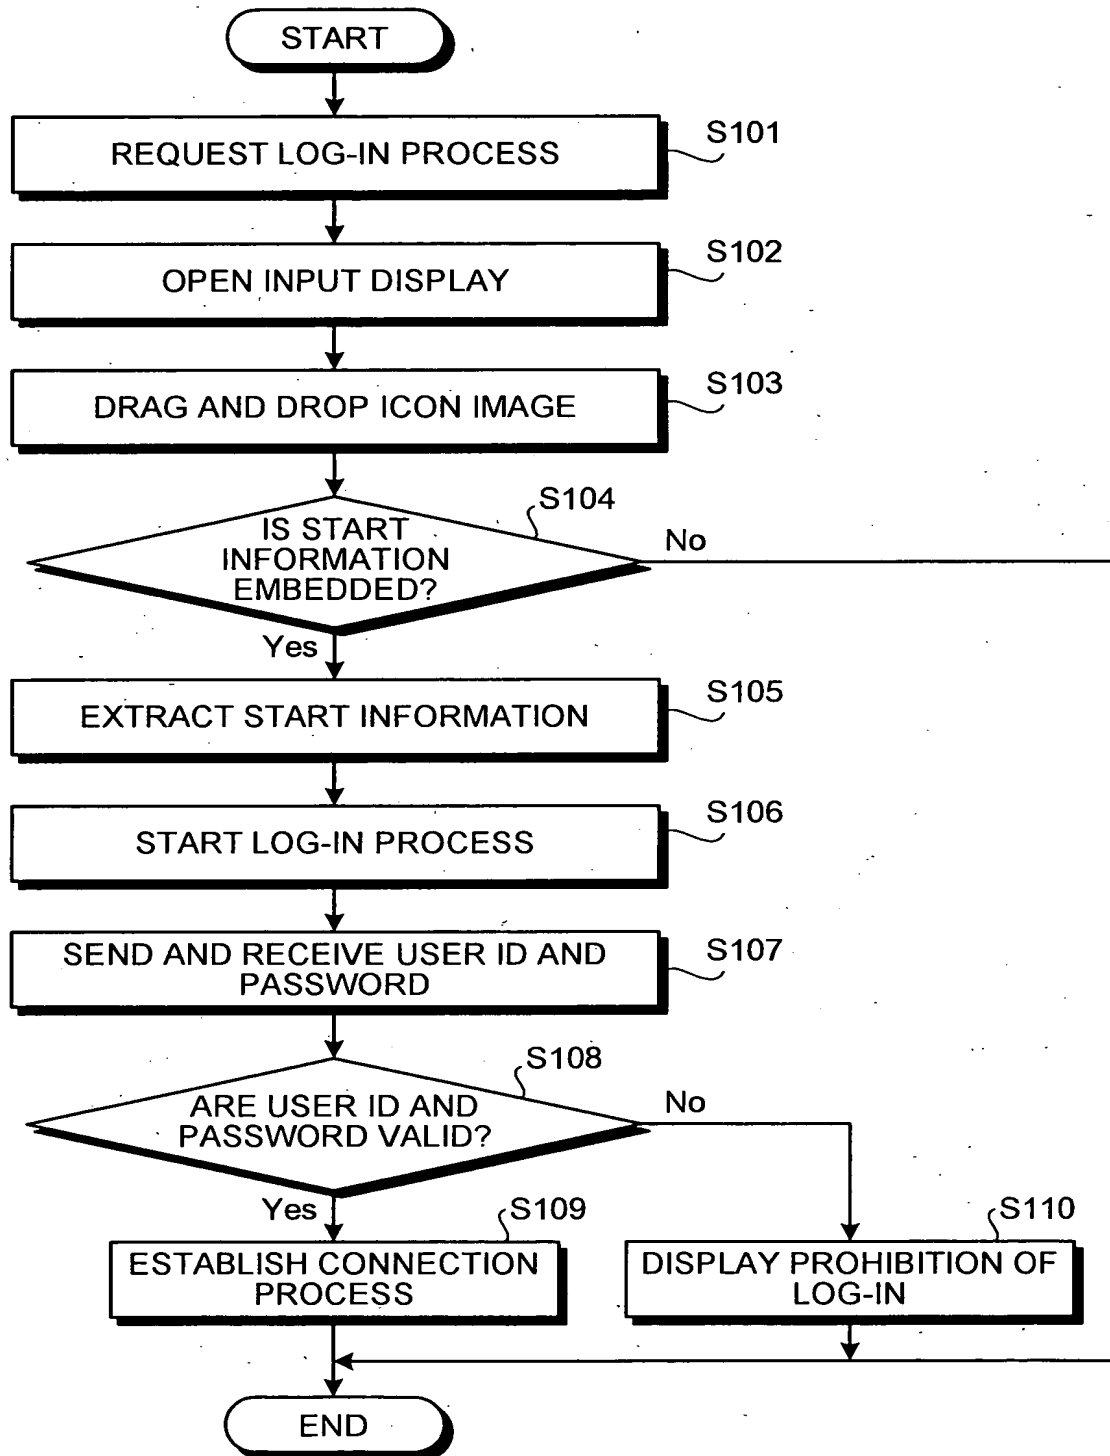 START
REQUEST LOG-IN PROCESS
S101
OPEN INPUT DISPLAY
S102
DRAG AND DROP ICON IMAGE
S103
IS START
INFORMATION
EMBEDDED?
S104
No
Yes
EXTRACT START INFORMATION
S105
START LOG-IN PROCESS
S106
SEND AND RECEIVE USER ID AND
PASSWORD
S107
ARE USER ID AND
PASSWORD VALID?
S108
No
Yes
ESTABLISH CONNECTION
PROCESS
S109
DISPLAY PROHIBITION OF
LOG-IN
S110
END